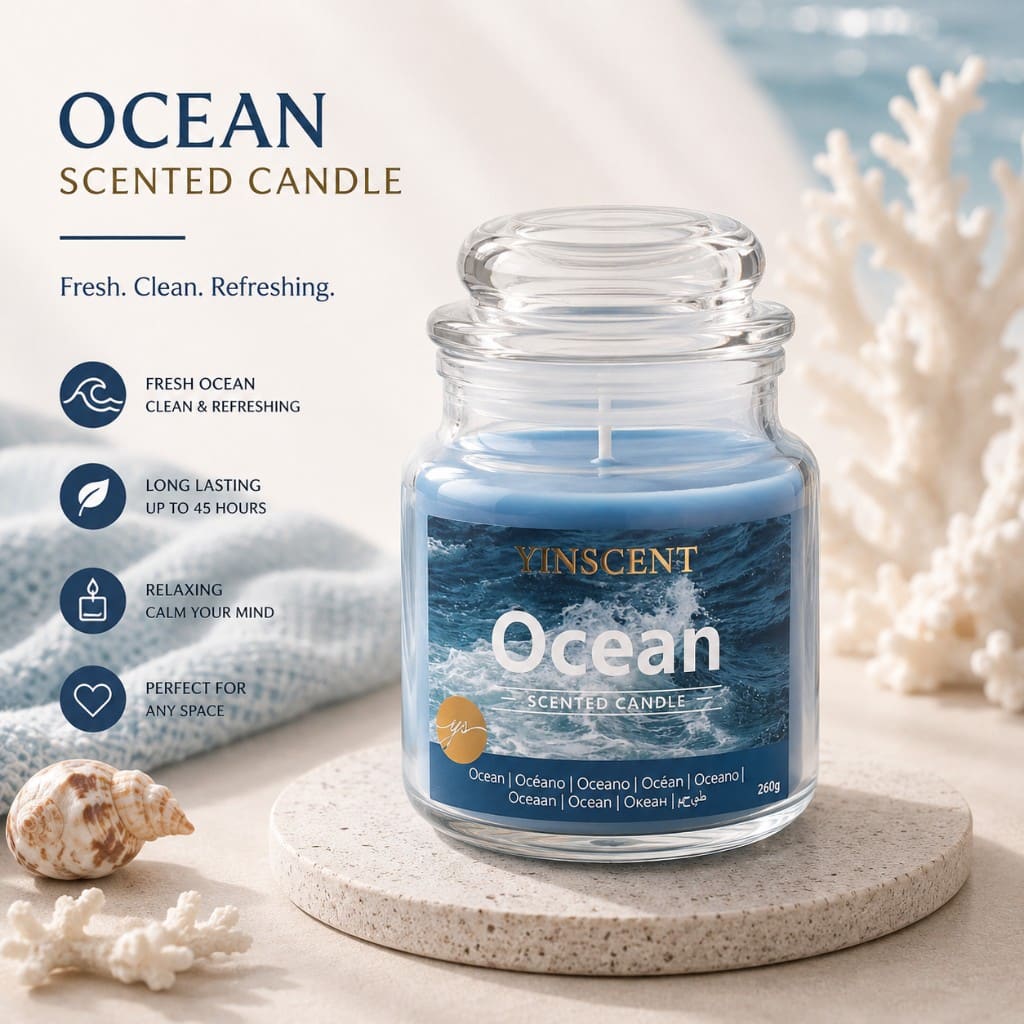 OCEAN
SCENTED CANDLE
Fresh. Clean. Refreshing.
FRESH OCEAN
CLEAN & REFRESHING
LONG LASTING
UP TO 45 HOURS
RELAXING
CALM YOUR MIND
PERFECT FOR
ANY SPACE
YINSCENT
Ocean
SCENTED CANDLE
ys
Ocean | Océano | Oceano | Océan | Oceano |
Oceaan | Ocean | Океан |
260g